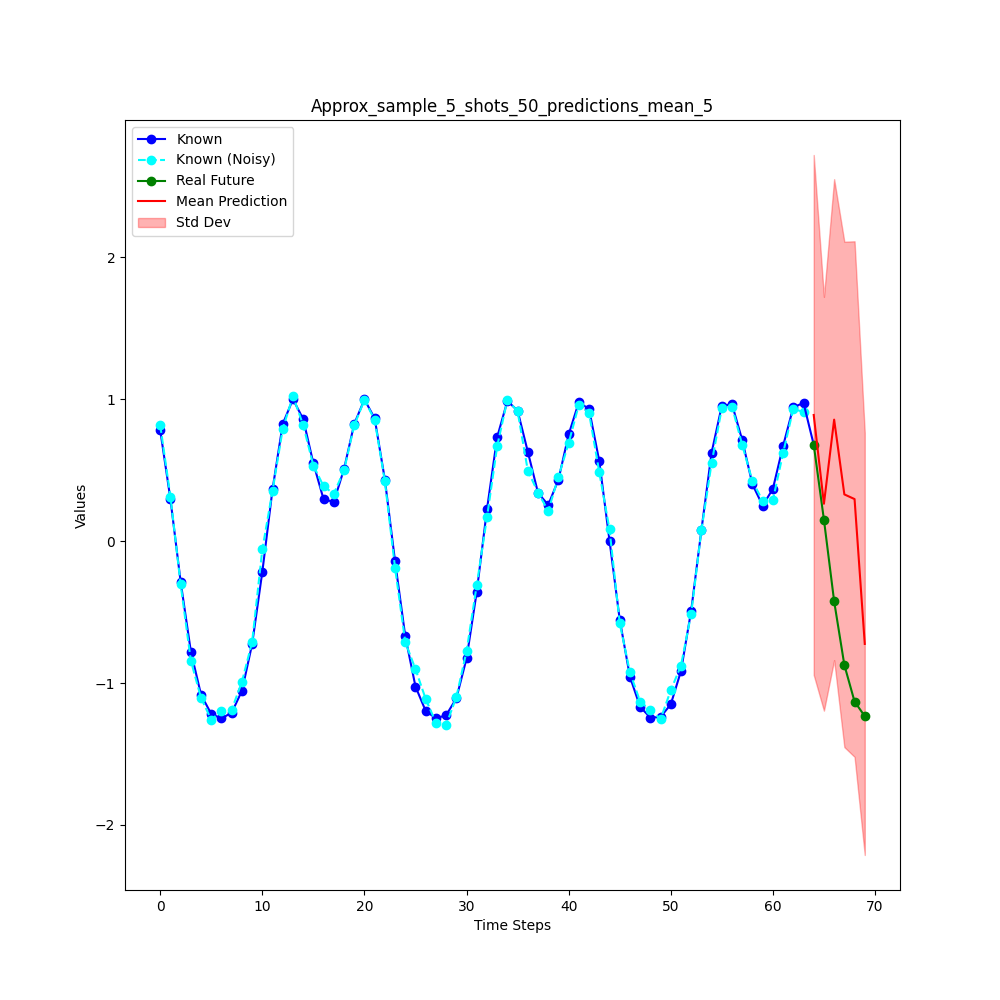 Approx_sample_5_shots_50_predictions_mean_5
Known
Known (Noisy)
Real Future
Mean Prediction
Std Dev
Values
2
1
0
−1
−2
0 10 20 30 40 50 60 70
Time Steps